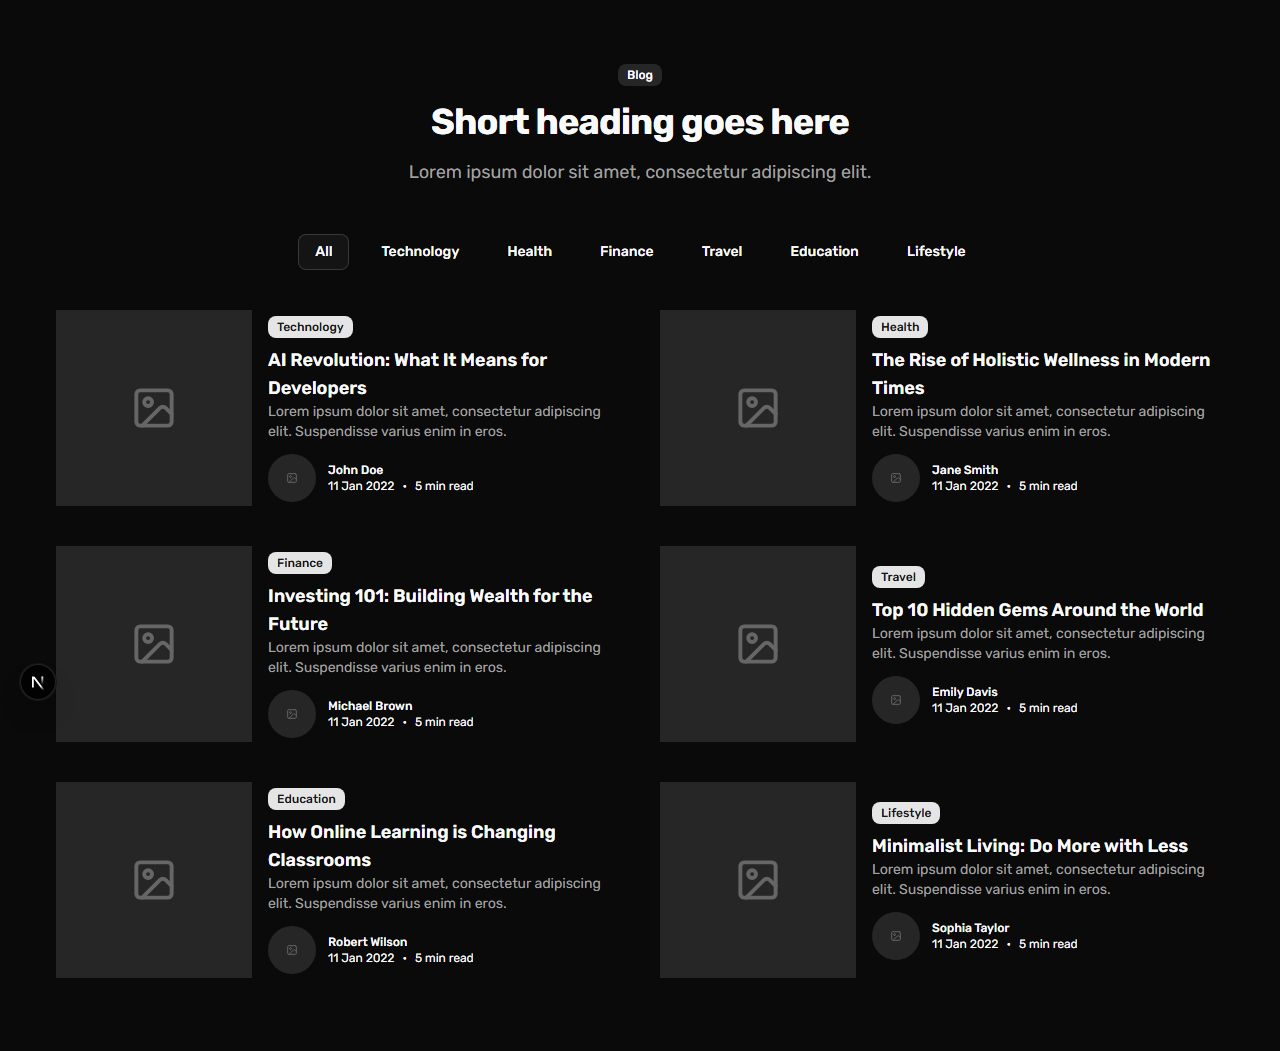 Blog
Short heading goes here
Lorem ipsum dolor sit amet, consectetur adipiscing elit.
All Technology Health Finance Travel Education Lifestyle
Technology
AI Revolution: What It Means for
Developers
Lorem ipsum dolor sit amet, consectetur adipiscing
elit. Suspendisse varius enim in eros.
John Doe
11 Jan 2022 • 5 min read
Health
The Rise of Holistic Wellness in Modern
Times
Lorem ipsum dolor sit amet, consectetur adipiscing
elit. Suspendisse varius enim in eros.
Jane Smith
11 Jan 2022 • 5 min read
Finance
Investing 101: Building Wealth for the
Future
Lorem ipsum dolor sit amet, consectetur adipiscing
elit. Suspendisse varius enim in eros.
Michael Brown
11 Jan 2022 • 5 min read
Travel
Top 10 Hidden Gems Around the World
Lorem ipsum dolor sit amet, consectetur adipiscing
elit. Suspendisse varius enim in eros.
Emily Davis
11 Jan 2022 • 5 min read
N
Education
How Online Learning is Changing
Classrooms
Lorem ipsum dolor sit amet, consectetur adipiscing
elit. Suspendisse varius enim in eros.
Robert Wilson
11 Jan 2022 • 5 min read
Lifestyle
Minimalist Living: Do More with Less
Lorem ipsum dolor sit amet, consectetur adipiscing
elit. Suspendisse varius enim in eros.
Sophia Taylor
11 Jan 2022 • 5 min read